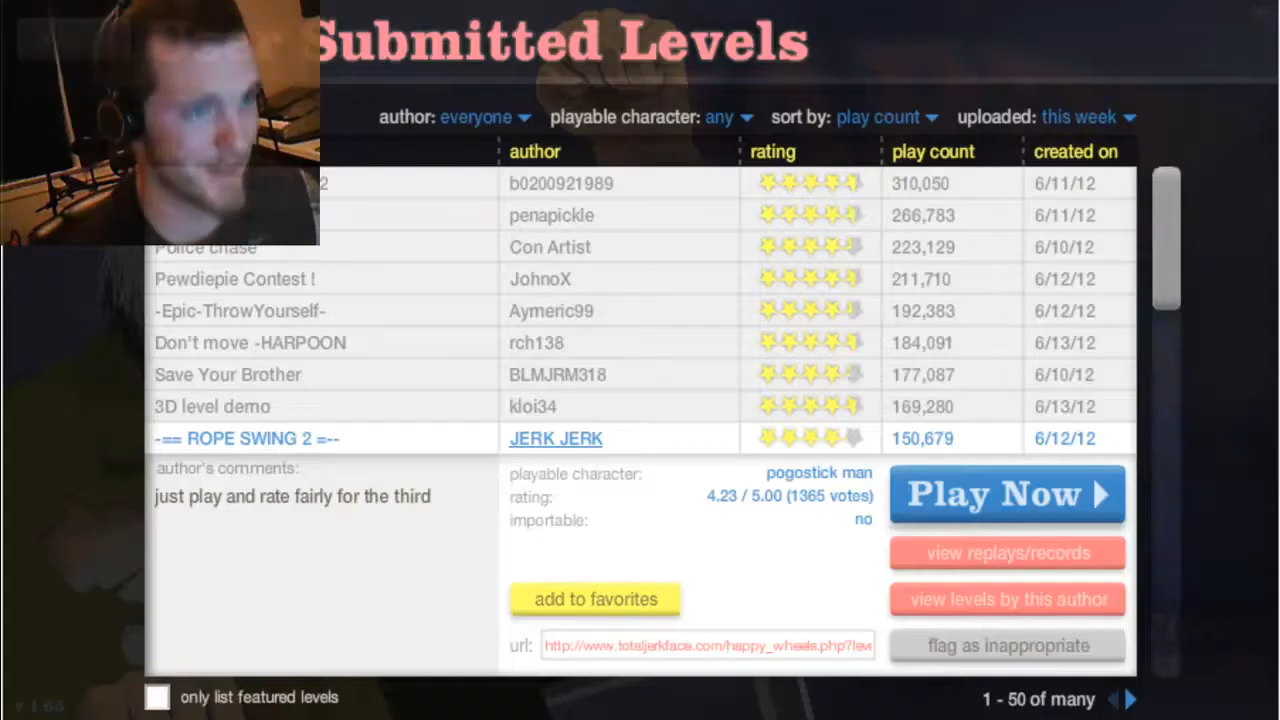 Submitted Levels
author: everyone playable character: any sort by: play count uploaded: this week
author rating play count created on
2 b0200921989 310,050 6/11/12
penapickle 266,783 6/11/12
Police chase Con Artist 223,129 6/10/12
Pewdiepie Contest ! JohnoX 211,710 6/12/12
-Epic-ThrowYourself- Aymeric99 192,383 6/12/12
Don't move -HARPOON rch138 184,091 6/13/12
Save Your Brother BLMJRM318 177,087 6/10/12
3D level demo kloi34 169,280 6/13/12
-== ROPE SWING 2 =-- JERK JERK 150,679 6/12/12
author's comments:
just play and rate fairly for the third
playable character: pogostick man
rating: 4.23 / 5.00 (1365 votes)
importable: no
add to favorites
url: http://www.totaljerkface.com/happy_wheels.php?lev
Play Now
view replays/records
view levels by this author
flag as inappropriate
only list featured levels
1 - 50 of many